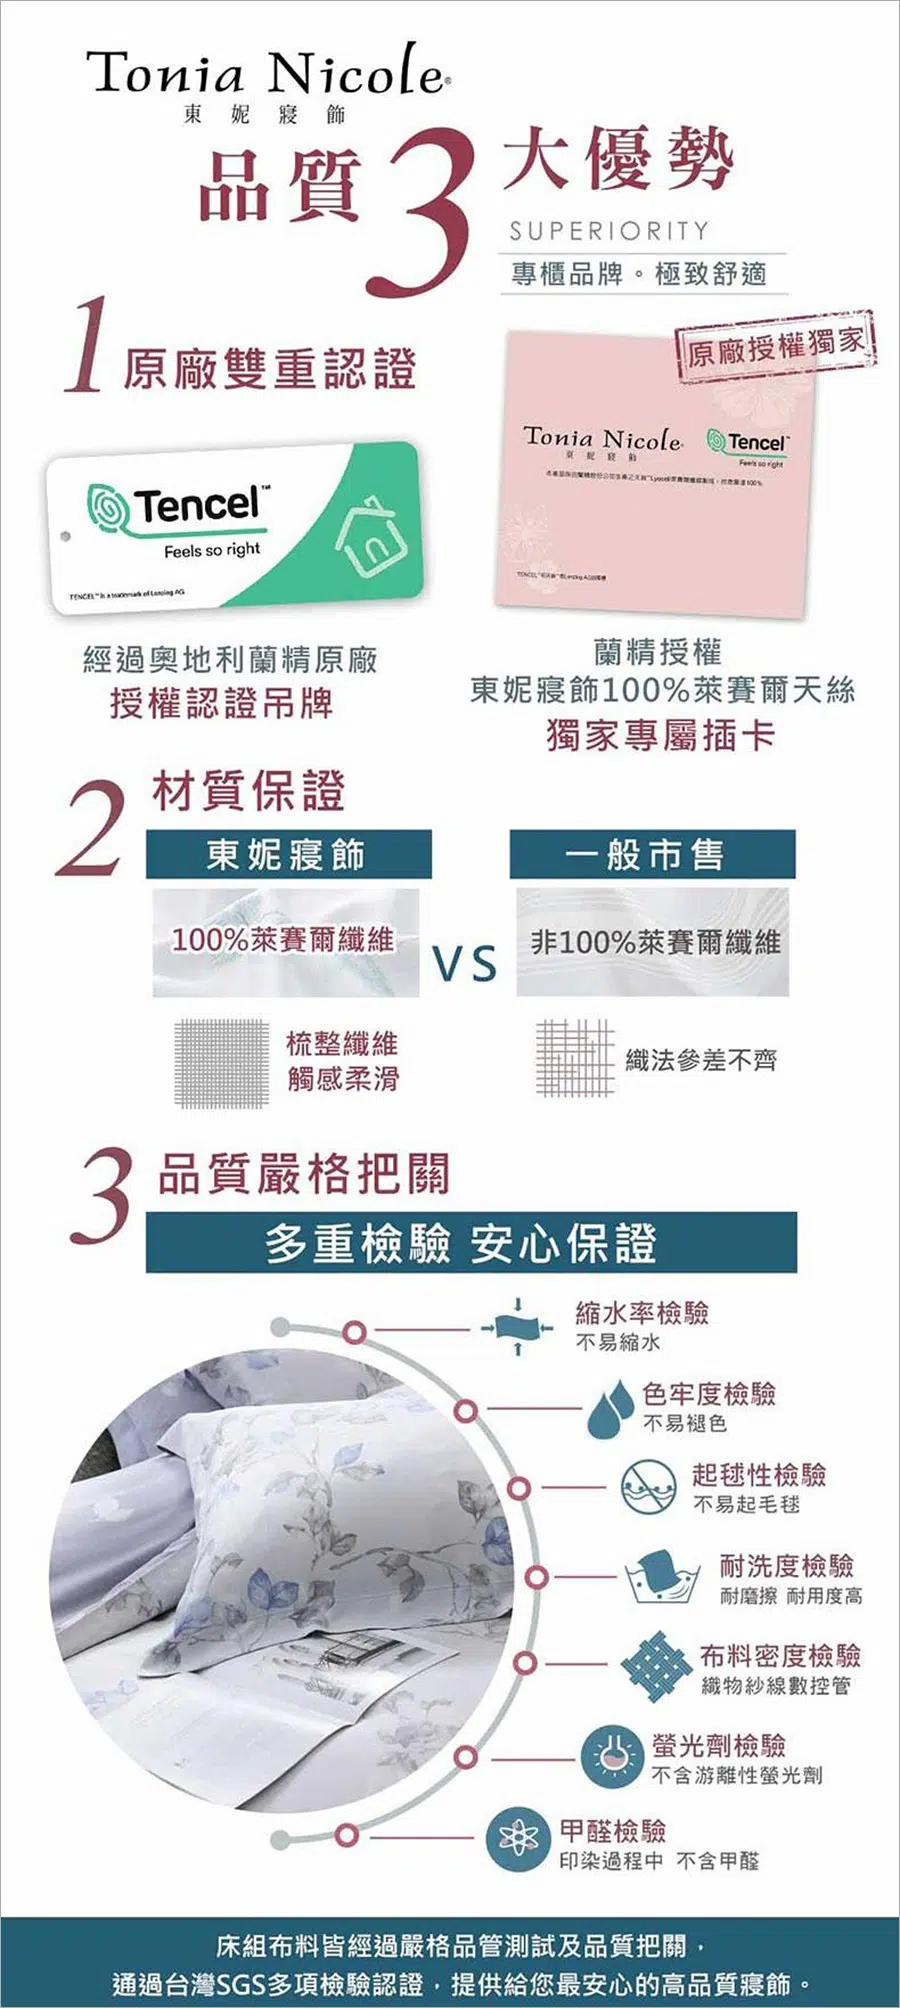 Tonia Nicole®
東妮寢飾
品質3大優勢
SUPERIORITY
專櫃品牌。極致舒適
1 原廠雙重認證
Tencel™
Feels so right
TENCEL™ is a trademark of Lenzing AG
原廠授權獨家
Tonia Nicole®
東妮寢飾
Tencel™
Feels so right
經過奧地利蘭精原廠
授權認證吊牌
蘭精授權
東妮寢飾100%萊賽爾天絲
獨家專屬插卡
2 材質保證
東妮寢飾
100%萊賽爾纖維
VS
一般市售
非100%萊賽爾纖維
梳整纖維
觸感柔滑
織法參差不齊
3 品質嚴格把關
多重檢驗 安心保證
縮水率檢驗
不易縮水
色牢度檢驗
不易褪色
起毬性檢驗
不易起毛毬
耐洗度檢驗
耐磨擦 耐用度高
布料密度檢驗
織物紗線數控管
螢光劑檢驗
不含游離性螢光劑
甲醛檢驗
印染過程中 不含甲醛
床組布料皆經過嚴格品管測試及品質把關，
通過台灣SGS多項檢驗認證，提供給您最安心的高品質寢飾。